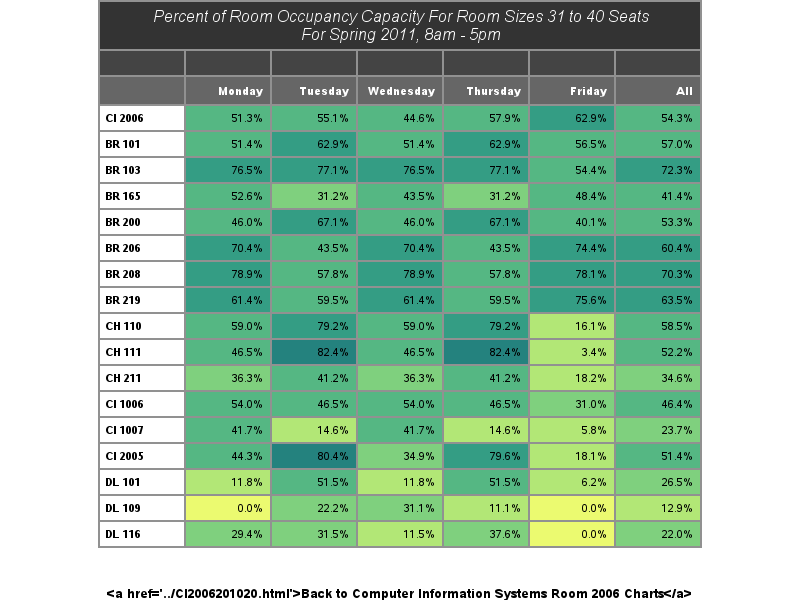 Percent of Room Occupancy Capacity For Room Sizes 31 to 40 Seats
For Spring 2011, 8am - 5pm
Monday Tuesday Wednesday Thursday Friday All
CI 2006 51.3% 55.1% 44.6% 57.9% 62.9% 54.3%
BR 101 51.4% 62.9% 51.4% 62.9% 56.5% 57.0%
BR 103 76.5% 77.1% 76.5% 77.1% 54.4% 72.3%
BR 165 52.6% 31.2% 43.5% 31.2% 48.4% 41.4%
BR 200 46.0% 67.1% 46.0% 67.1% 40.1% 53.3%
BR 206 70.4% 43.5% 70.4% 43.5% 74.4% 60.4%
BR 208 78.9% 57.8% 78.9% 57.8% 78.1% 70.3%
BR 219 61.4% 59.5% 61.4% 59.5% 75.6% 63.5%
CH 110 59.0% 79.2% 59.0% 79.2% 16.1% 58.5%
CH 111 46.5% 82.4% 46.5% 82.4% 3.4% 52.2%
CH 211 36.3% 41.2% 36.3% 41.2% 18.2% 34.6%
CI 1006 54.0% 46.5% 54.0% 46.5% 31.0% 46.4%
CI 1007 41.7% 14.6% 41.7% 14.6% 5.8% 23.7%
CI 2005 44.3% 80.4% 34.9% 79.6% 18.1% 51.4%
DL 101 11.8% 51.5% 11.8% 51.5% 6.2% 26.5%
DL 109 0.0% 22.2% 31.1% 11.1% 0.0% 12.9%
DL 116 29.4% 31.5% 11.5% 37.6% 0.0% 22.0%
&lt;a href='../CI2006201020.html'&gt;Back to Computer Information Systems Room 2006 Charts&lt;/a&gt;